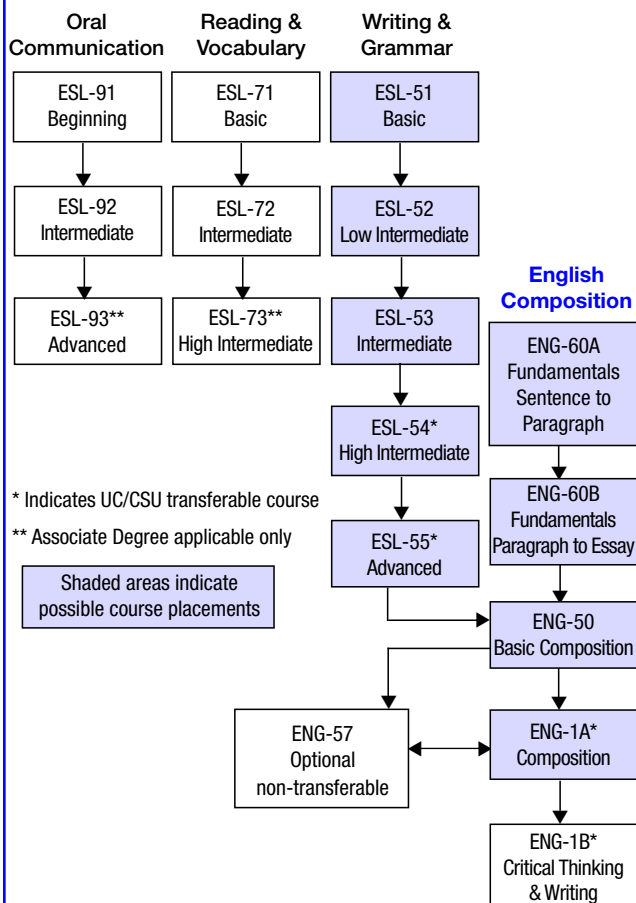 Oral
Communication
Reading &
Vocabulary
Writing &
Grammar
ESL-91
Beginning
ESL-71
Basic
ESL-51
Basic
ESL-92
Intermediate
ESL-72
Intermediate
ESL-52
Low Intermediate
English
Composition
ESL-93**
Advanced
ESL-73**
High Intermediate
ESL-53
Intermediate
ENG-60A
Fundamentals
Sentence to
Paragraph
ESL-54*
High Intermediate
* Indicates UC/CSU transferable course
** Associate Degree applicable only
ENG-60B
Fundamentals
Paragraph to Essay
ESL-55*
Advanced
Shaded areas indicate
possible course placements
ENG-50
Basic Composition
ENG-57
Optional
non-transferable
ENG-1A*
Composition
ENG-1B*
Critical Thinking
& Writing